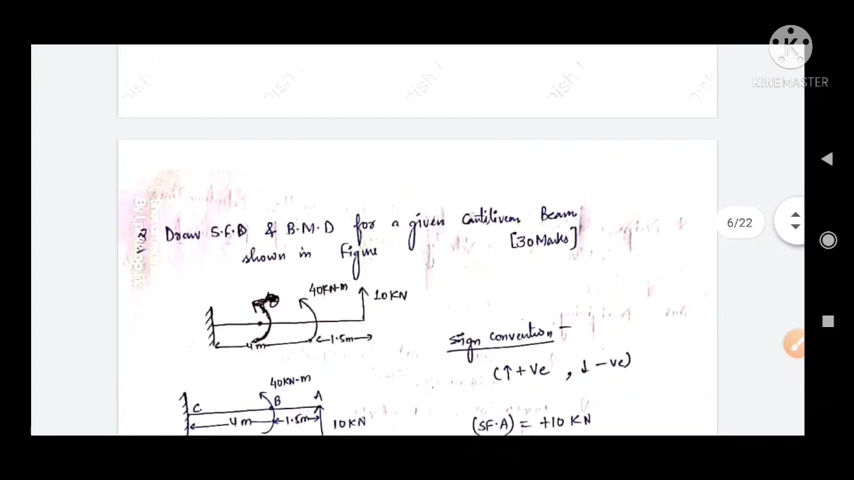 KINEMASTER
6/22
Draw S.F.D & B.M.D for a given Cantilivear Beam
shown in Figure [30 Marks]
40KN-m
10KN
4m
1.5m
Sign convention
(↑ +ve , ↓ -ve)
40KN-m
C B A
4m 1.5m 10KN
(SF.A) = +10 KN